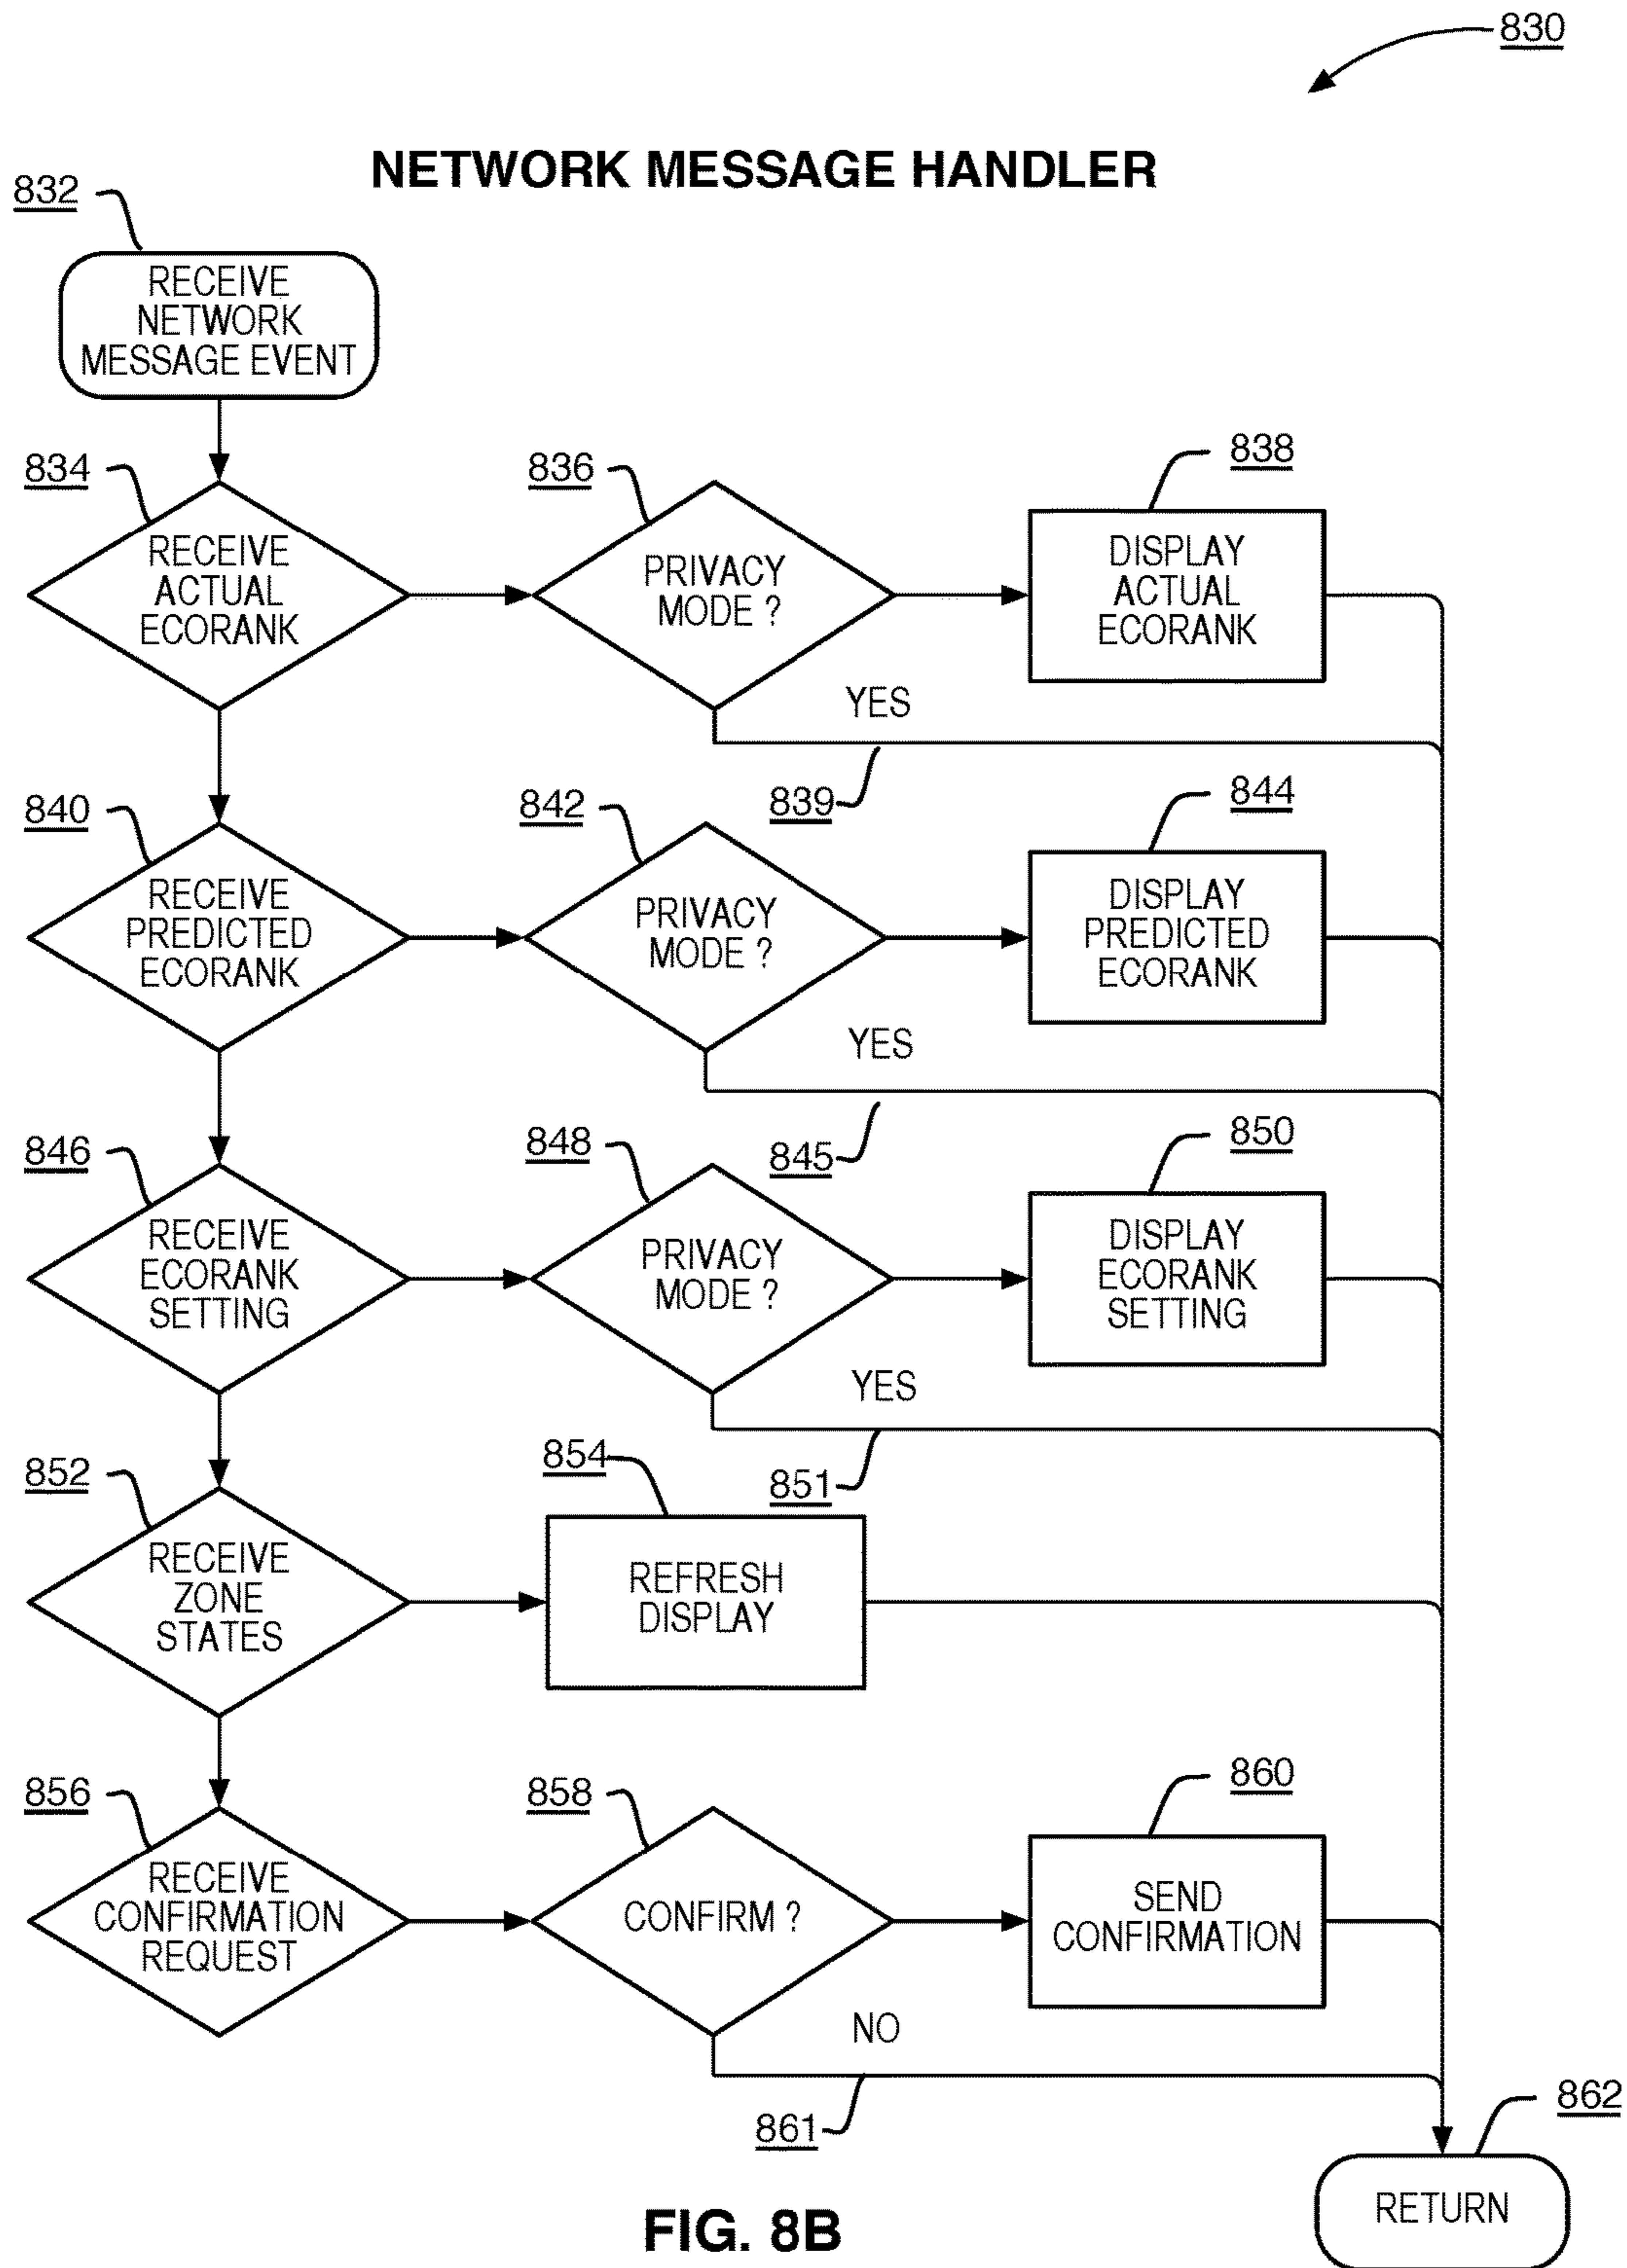 830
NETWORK MESSAGE HANDLER
832
RECEIVE
NETWORK
MESSAGE EVENT
834
RECEIVE
ACTUAL
ECORANK
836
PRIVACY
MODE ?
838
DISPLAY
ACTUAL
ECORANK
YES
839
840
RECEIVE
PREDICTED
ECORANK
842
PRIVACY
MODE ?
844
DISPLAY
PREDICTED
ECORANK
YES
845
846
RECEIVE
ECORANK
SETTING
848
PRIVACY
MODE ?
850
DISPLAY
ECORANK
SETTING
YES
851
852
RECEIVE
ZONE
STATES
854
REFRESH
DISPLAY
856
RECEIVE
CONFIRMATION
REQUEST
858
CONFIRM ?
860
SEND
CONFIRMATION
NO
861
862
RETURN
FIG. 8B